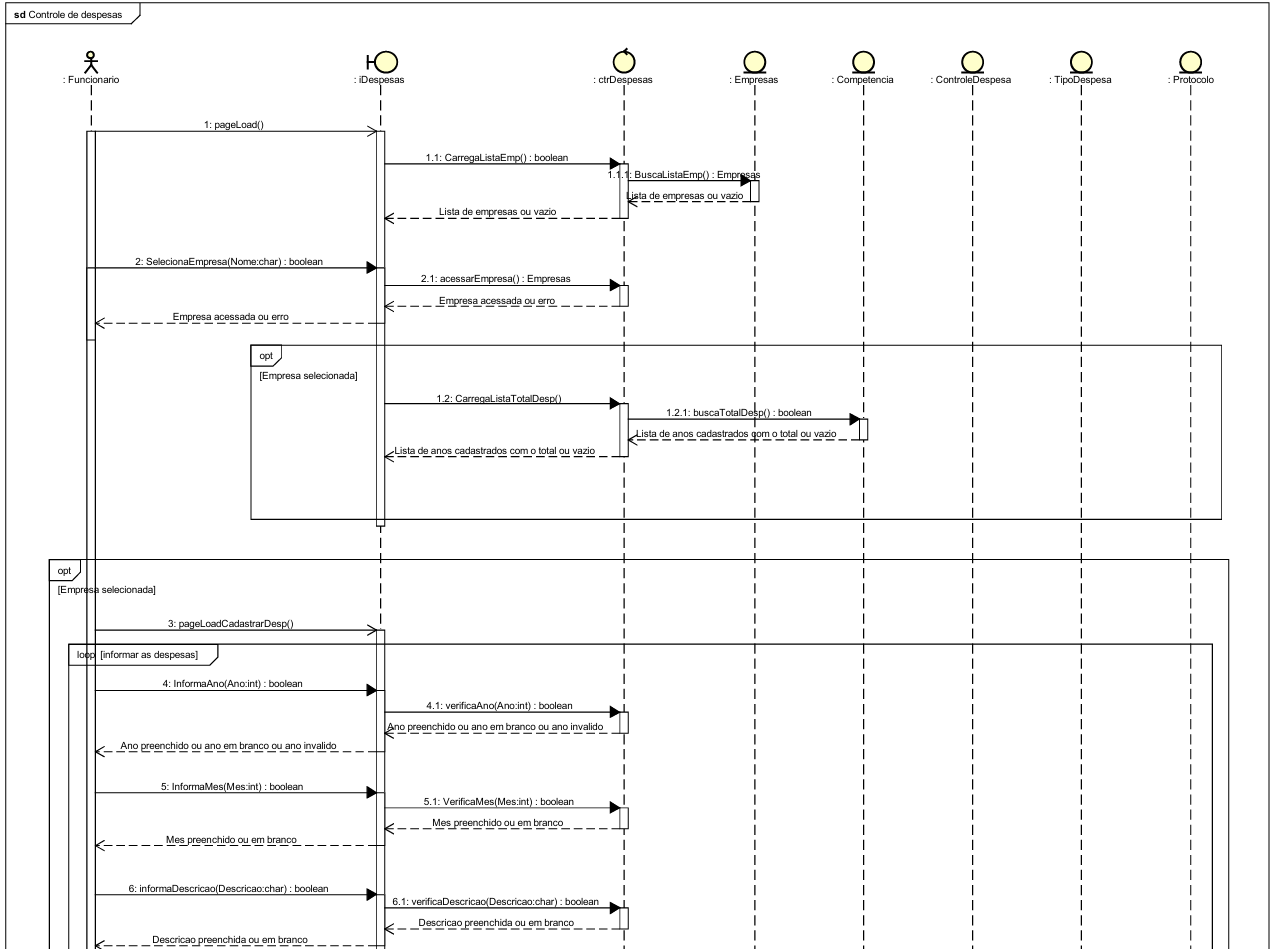 sd Controle de despesas
: Funcionario
: iDespesas
: ctrDespesas
: Empresas
: Competencia
: ControleDespesa
: TipoDespesa
: Protocolo
1: pageLoad()
1.1: CarregaListaEmp() : boolean
1.1.1: BuscaListaEmp() : Empresas
Lista de empresas ou vazio
Lista de empresas ou vazio
2: SelecionaEmpresa(Nome:char) : boolean
2.1: acessarEmpresa() : Empresas
Empresa acessada ou erro
Empresa acessada ou erro
opt
[Empresa selecionada]
1.2: CarregaListaTotalDesp()
1.2.1: buscaTotalDesp() : boolean
Lista de anos cadastrados com o total ou vazio
Lista de anos cadastrados com o total ou vazio
opt
[Empresa selecionada]
3: pageLoadCadastrarDesp()
loop [informar as despesas]
4: InformaAno(Ano:int) : boolean
4.1: verificaAno(Ano:int) : boolean
Ano preenchido ou ano em branco ou ano invalido
Ano preenchido ou ano em branco ou ano invalido
5: InformaMes(Mes:int) : boolean
5.1: VerificaMes(Mes:int) : boolean
Mes preenchido ou em branco
Mes preenchido ou em branco
6: informaDescricao(Descricao:char) : boolean
6.1: verificaDescricao(Descricao:char) : boolean
Descricao preenchida ou em branco
Descricao preenchida ou em branco